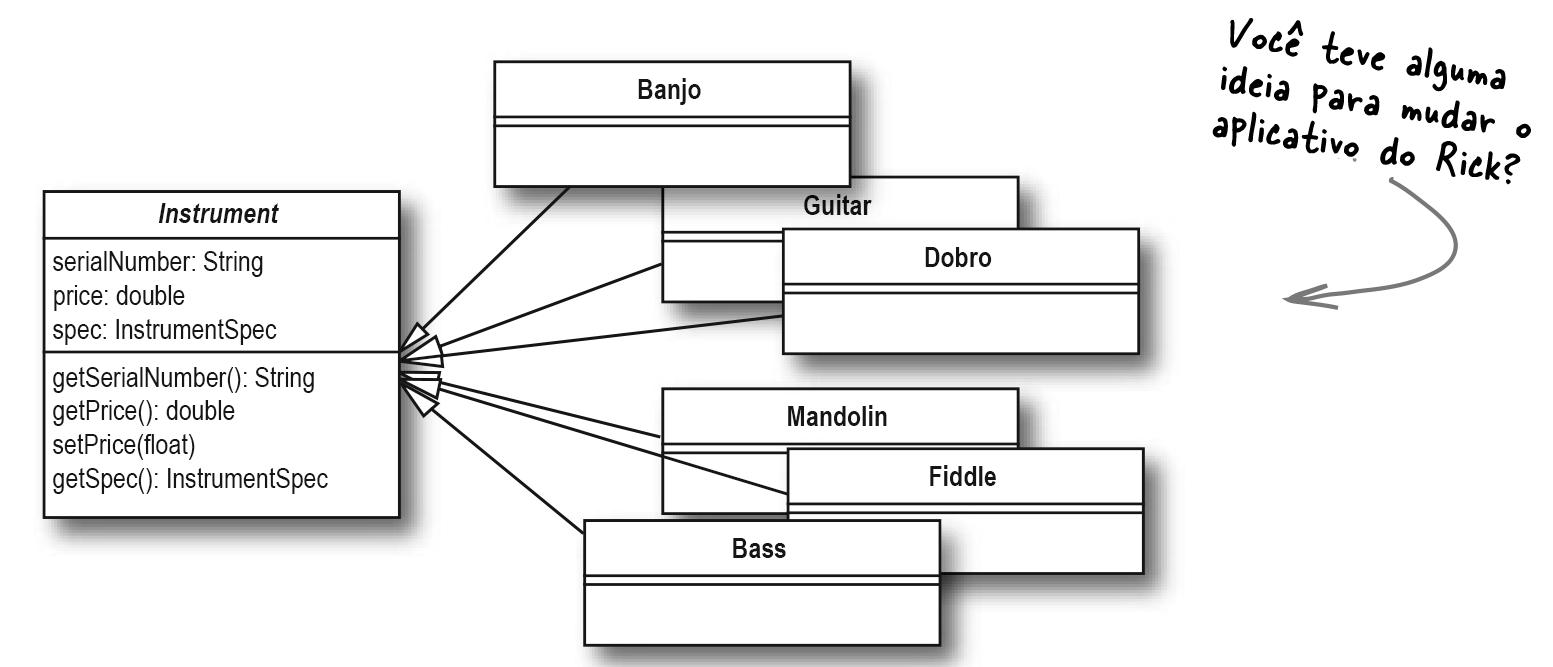 Você teve alguma
ideia para mudar o
aplicativo do Rick?
Banjo
Guitar
Dobro
Instrument
serialNumber: String
price: double
spec: InstrumentSpec
getSerialNumber(): String
getPrice(): double
setPrice(float)
getSpec(): InstrumentSpec
Mandolin
Fiddle
Bass